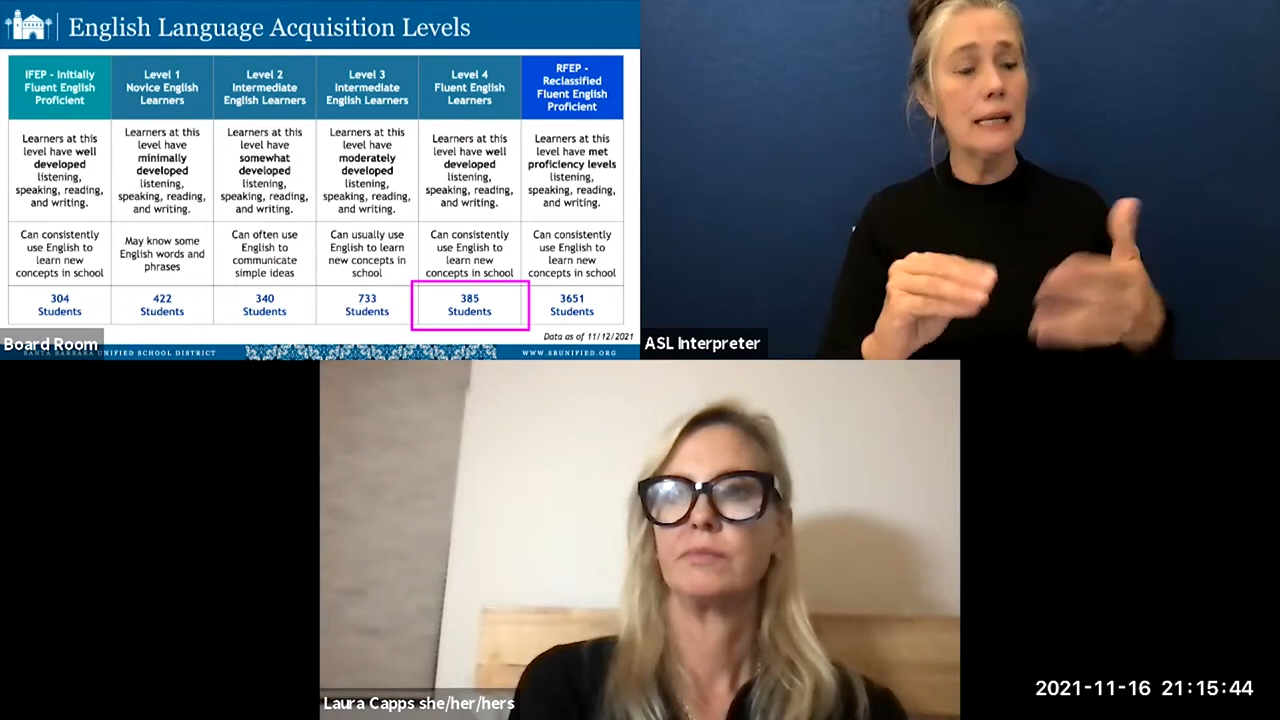 English Language Acquisition Levels
IFEP - Initially
Fluent English
Proficient
Level 1
Novice English
Learners
Level 2
Intermediate
English Learners
Level 3
Intermediate
English Learners
Level 4
Fluent English
Learners
RFEP -
Reclassified
Fluent English
Proficient
Learners at this
level have well
developed
listening,
speaking, reading,
and writing.
Learners at this
level have
minimally
developed
listening,
speaking, reading,
and writing.
Learners at this
level have
somewhat
developed
listening,
speaking, reading,
and writing.
Learners at this
level have
moderately
developed
listening,
speaking, reading,
and writing.
Learners at this
level have well
developed
listening,
speaking, reading,
and writing.
Learners at this
level have met
proficiency levels
listening,
speaking, reading,
and writing.
Can consistently
use English to
learn new
concepts in school
May know some
English words and
phrases
Can often use
English to
communicate
simple ideas
Can usually use
English to learn
new concepts in
school
Can consistently
use English to
learn new
concepts in school
Can consistently
use English to
learn new
concepts in school
304
Students
422
Students
340
Students
733
Students
385
Students
3651
Students
Data as of 11/12/2021
Board Room
SANTA BARBARA UNIFIED SCHOOL DISTRICT
WWW.SBUNIFIED.ORG
ASL Interpreter
Laura Capps she/her/hers
2021-11-16 21:15:44